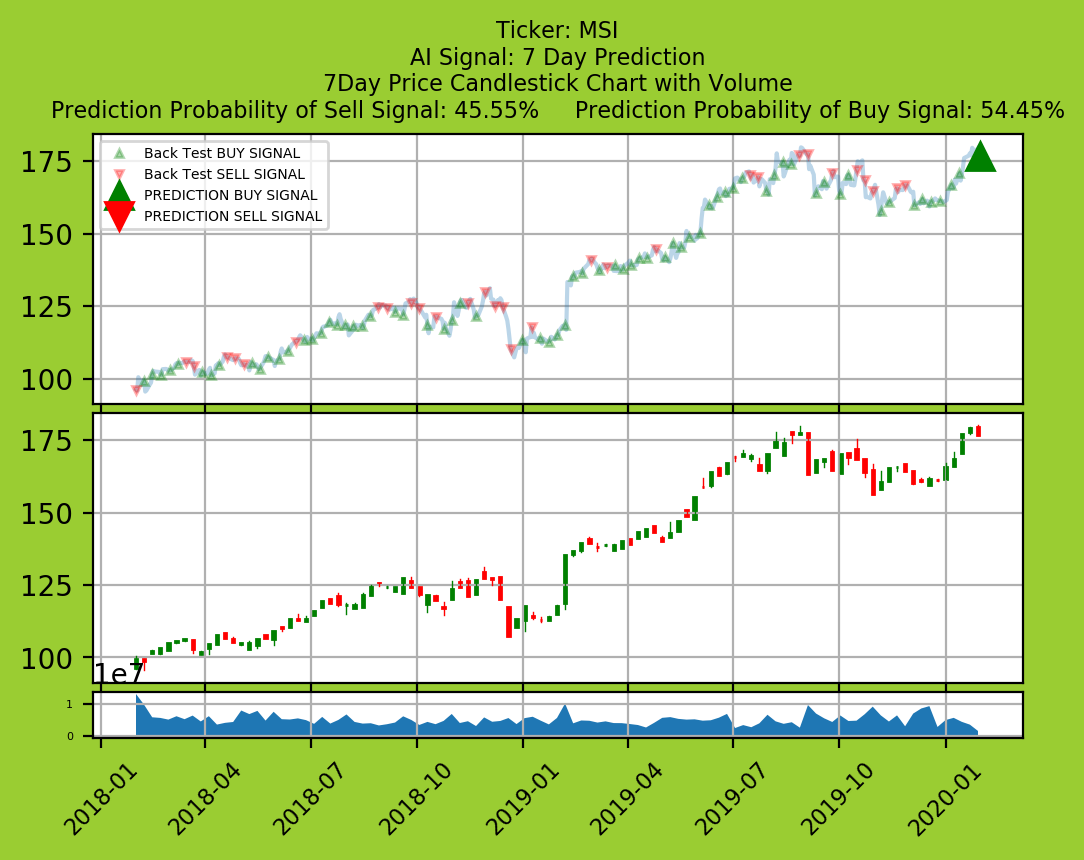 Ticker: MSI
AI Signal: 7 Day Prediction
7Day Price Candlestick Chart with Volume
Prediction Probability of Sell Signal: 45.55%     Prediction Probability of Buy Signal: 54.45%
Back Test BUY SIGNAL
Back Test SELL SIGNAL
PREDICTION BUY SIGNAL
PREDICTION SELL SIGNAL
175
150
125
100
175
150
125
100
1e7
1
0
2018-01 2018-04 2018-07 2018-10 2019-01 2019-04 2019-07 2019-10 2020-01